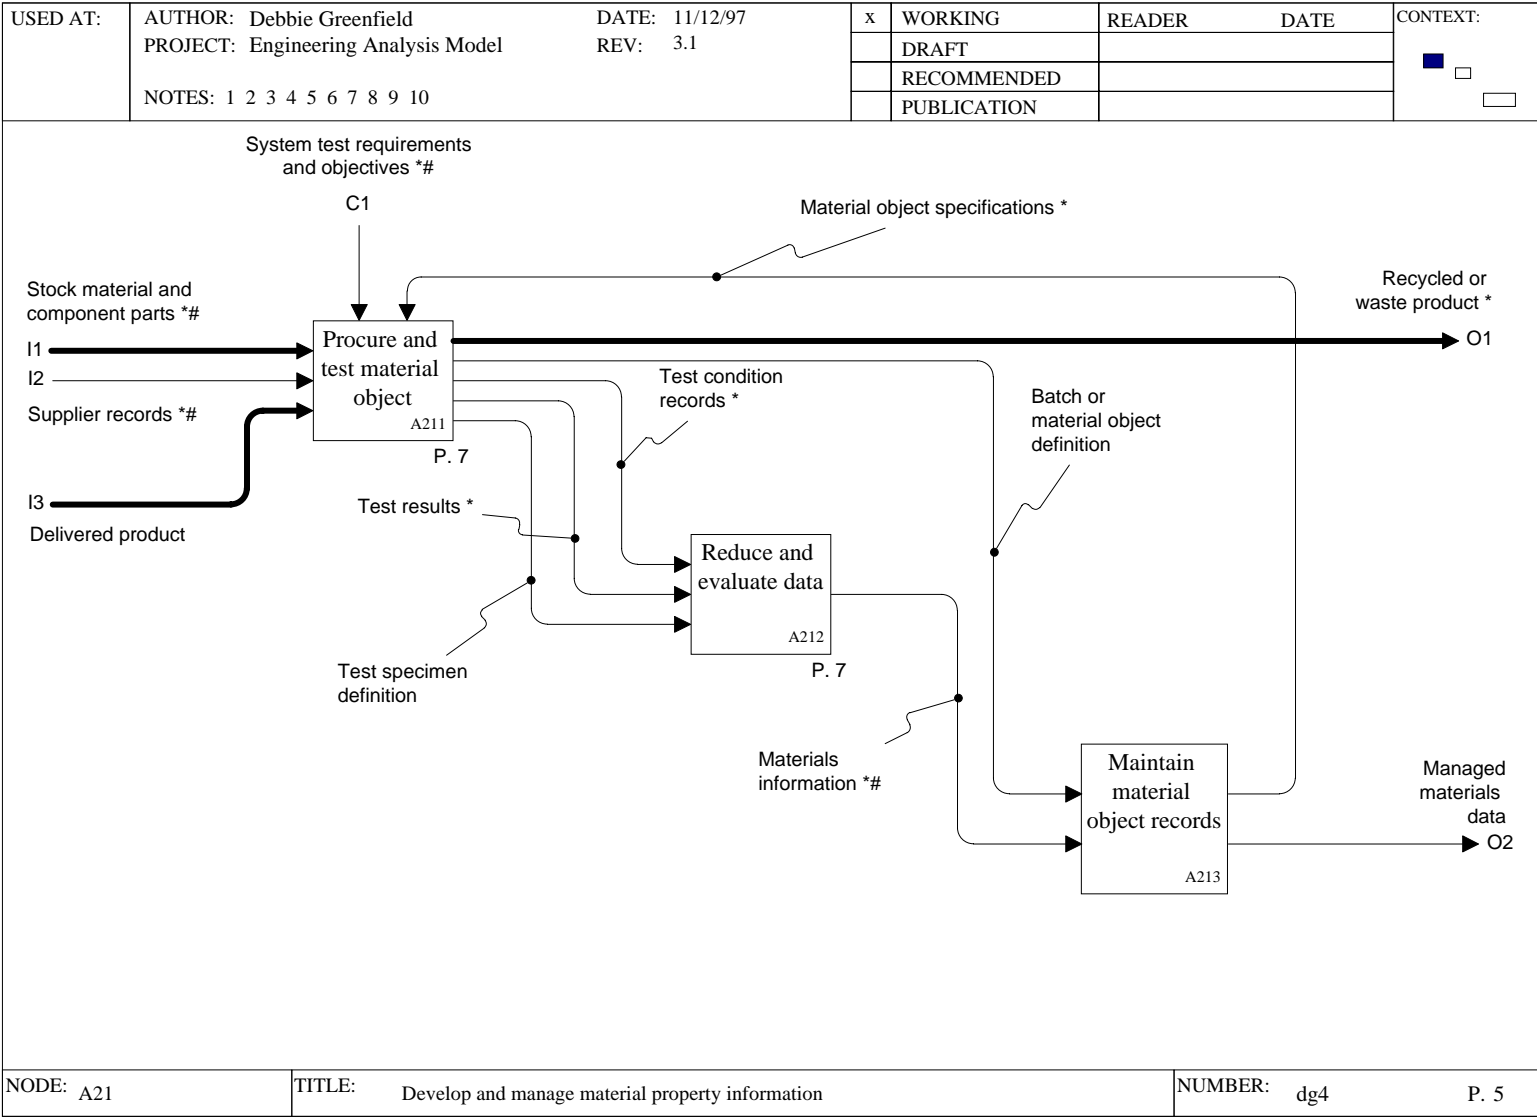 USED AT:
AUTHOR: Debbie Greenfield
DATE: 11/12/97
x WORKING
READER DATE
CONTEXT:
PROJECT: Engineering Analysis Model
REV: 3.1
DRAFT
RECOMMENDED
NOTES: 1 2 3 4 5 6 7 8 9 10
PUBLICATION
System test requirements
and objectives *#
C1
Material object specifications *
Stock material and
component parts *#
I1
I2
Supplier records *#
I3
Delivered product
Procure and
test material
object
A211
P. 7
Recycled or
waste product *
O1
Test condition
records *
Batch or
material object
definition
Test results *
Reduce and
evaluate data
A212
P. 7
Test specimen
definition
Materials
information *#
Maintain
material
object records
A213
Managed
materials
data
O2
NODE: A21
TITLE: Develop and manage material property information
NUMBER: dg4 P. 5